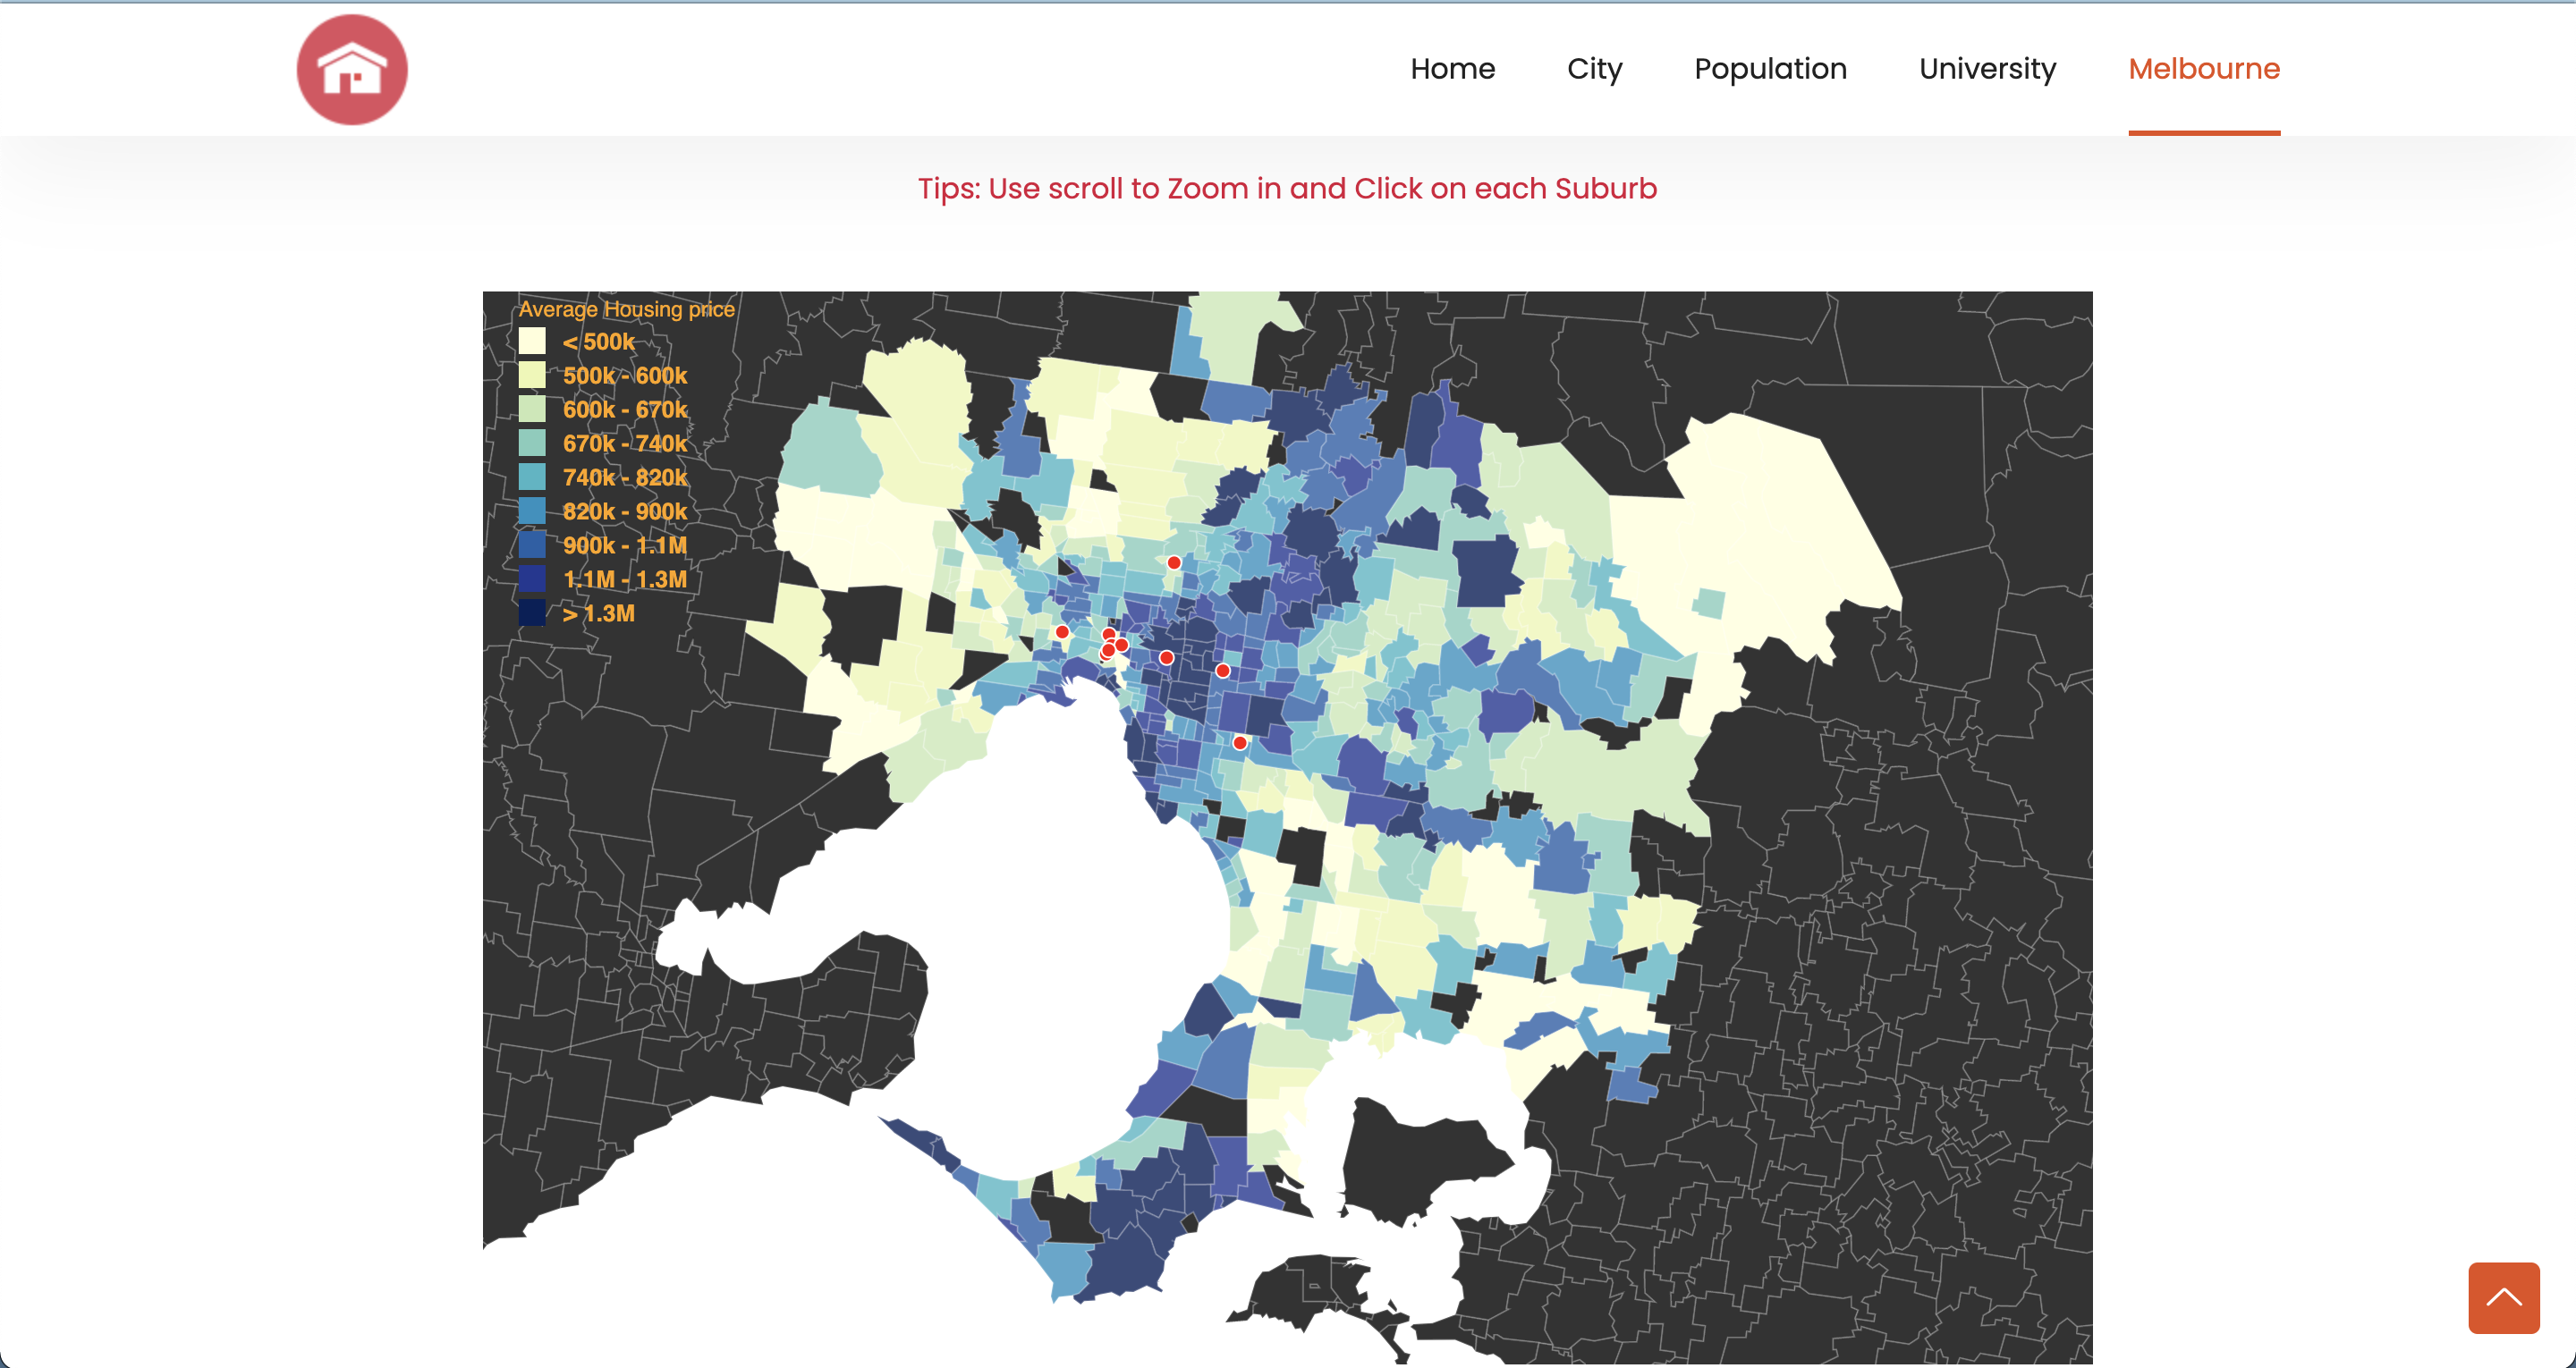 Home City Population University Melbourne
Tips: Use scroll to Zoom in and Click on each Suburb
Average Housing price
< 500k
500k - 600k
600k - 670k
670k - 740k
740k - 820k
820k - 900k
900k - 1.1M
1.1M - 1.3M
> 1.3M